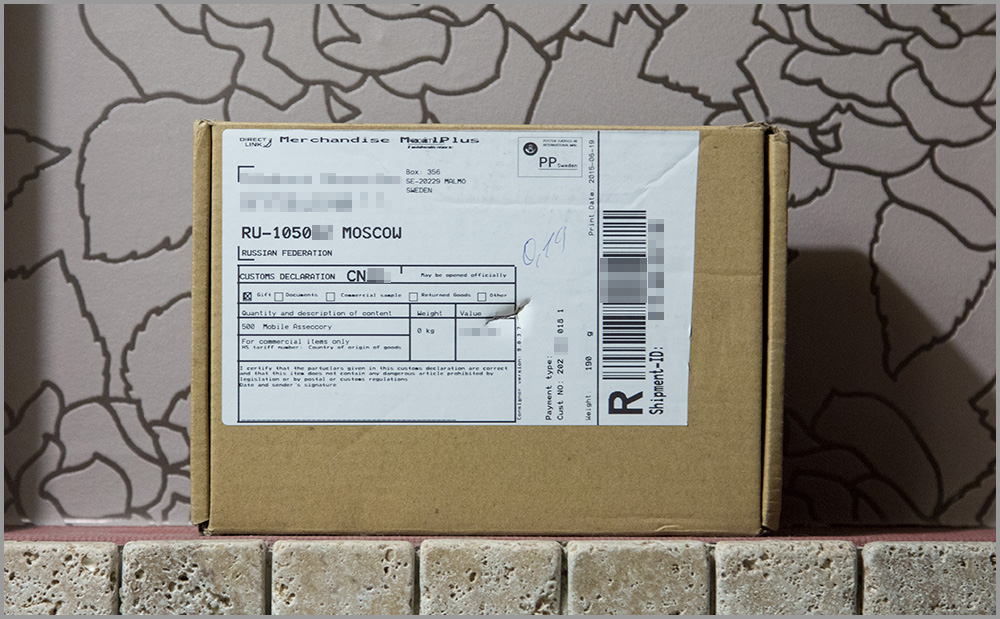 DIRECT LINK Merchandise MailPlus
Box: 356
SE-20229 MALMO
SWEDEN
PP Sweden
RU-1050 MOSCOW
RUSSIAN FEDERATION
CUSTOMS DECLARATION CN May be opened officially
Gift Documents Commercial sample Returned Goods Other
Quantity and description of content Weight Value
500 Mobile Asseccory 0 kg
For commercial items only
HS tariff number: Country of origin of goods
I certify that the partuclars given in this customs declaration are correct
and that this item does not contain any dangerous article prohibited by
legislation or by postal or customs regulations
Date and sender's signature
0,19
Payment type:
Cust NO: 202 018 1
Weight 190 g
Print Date: 2015-06-19
R
Shipment-ID: